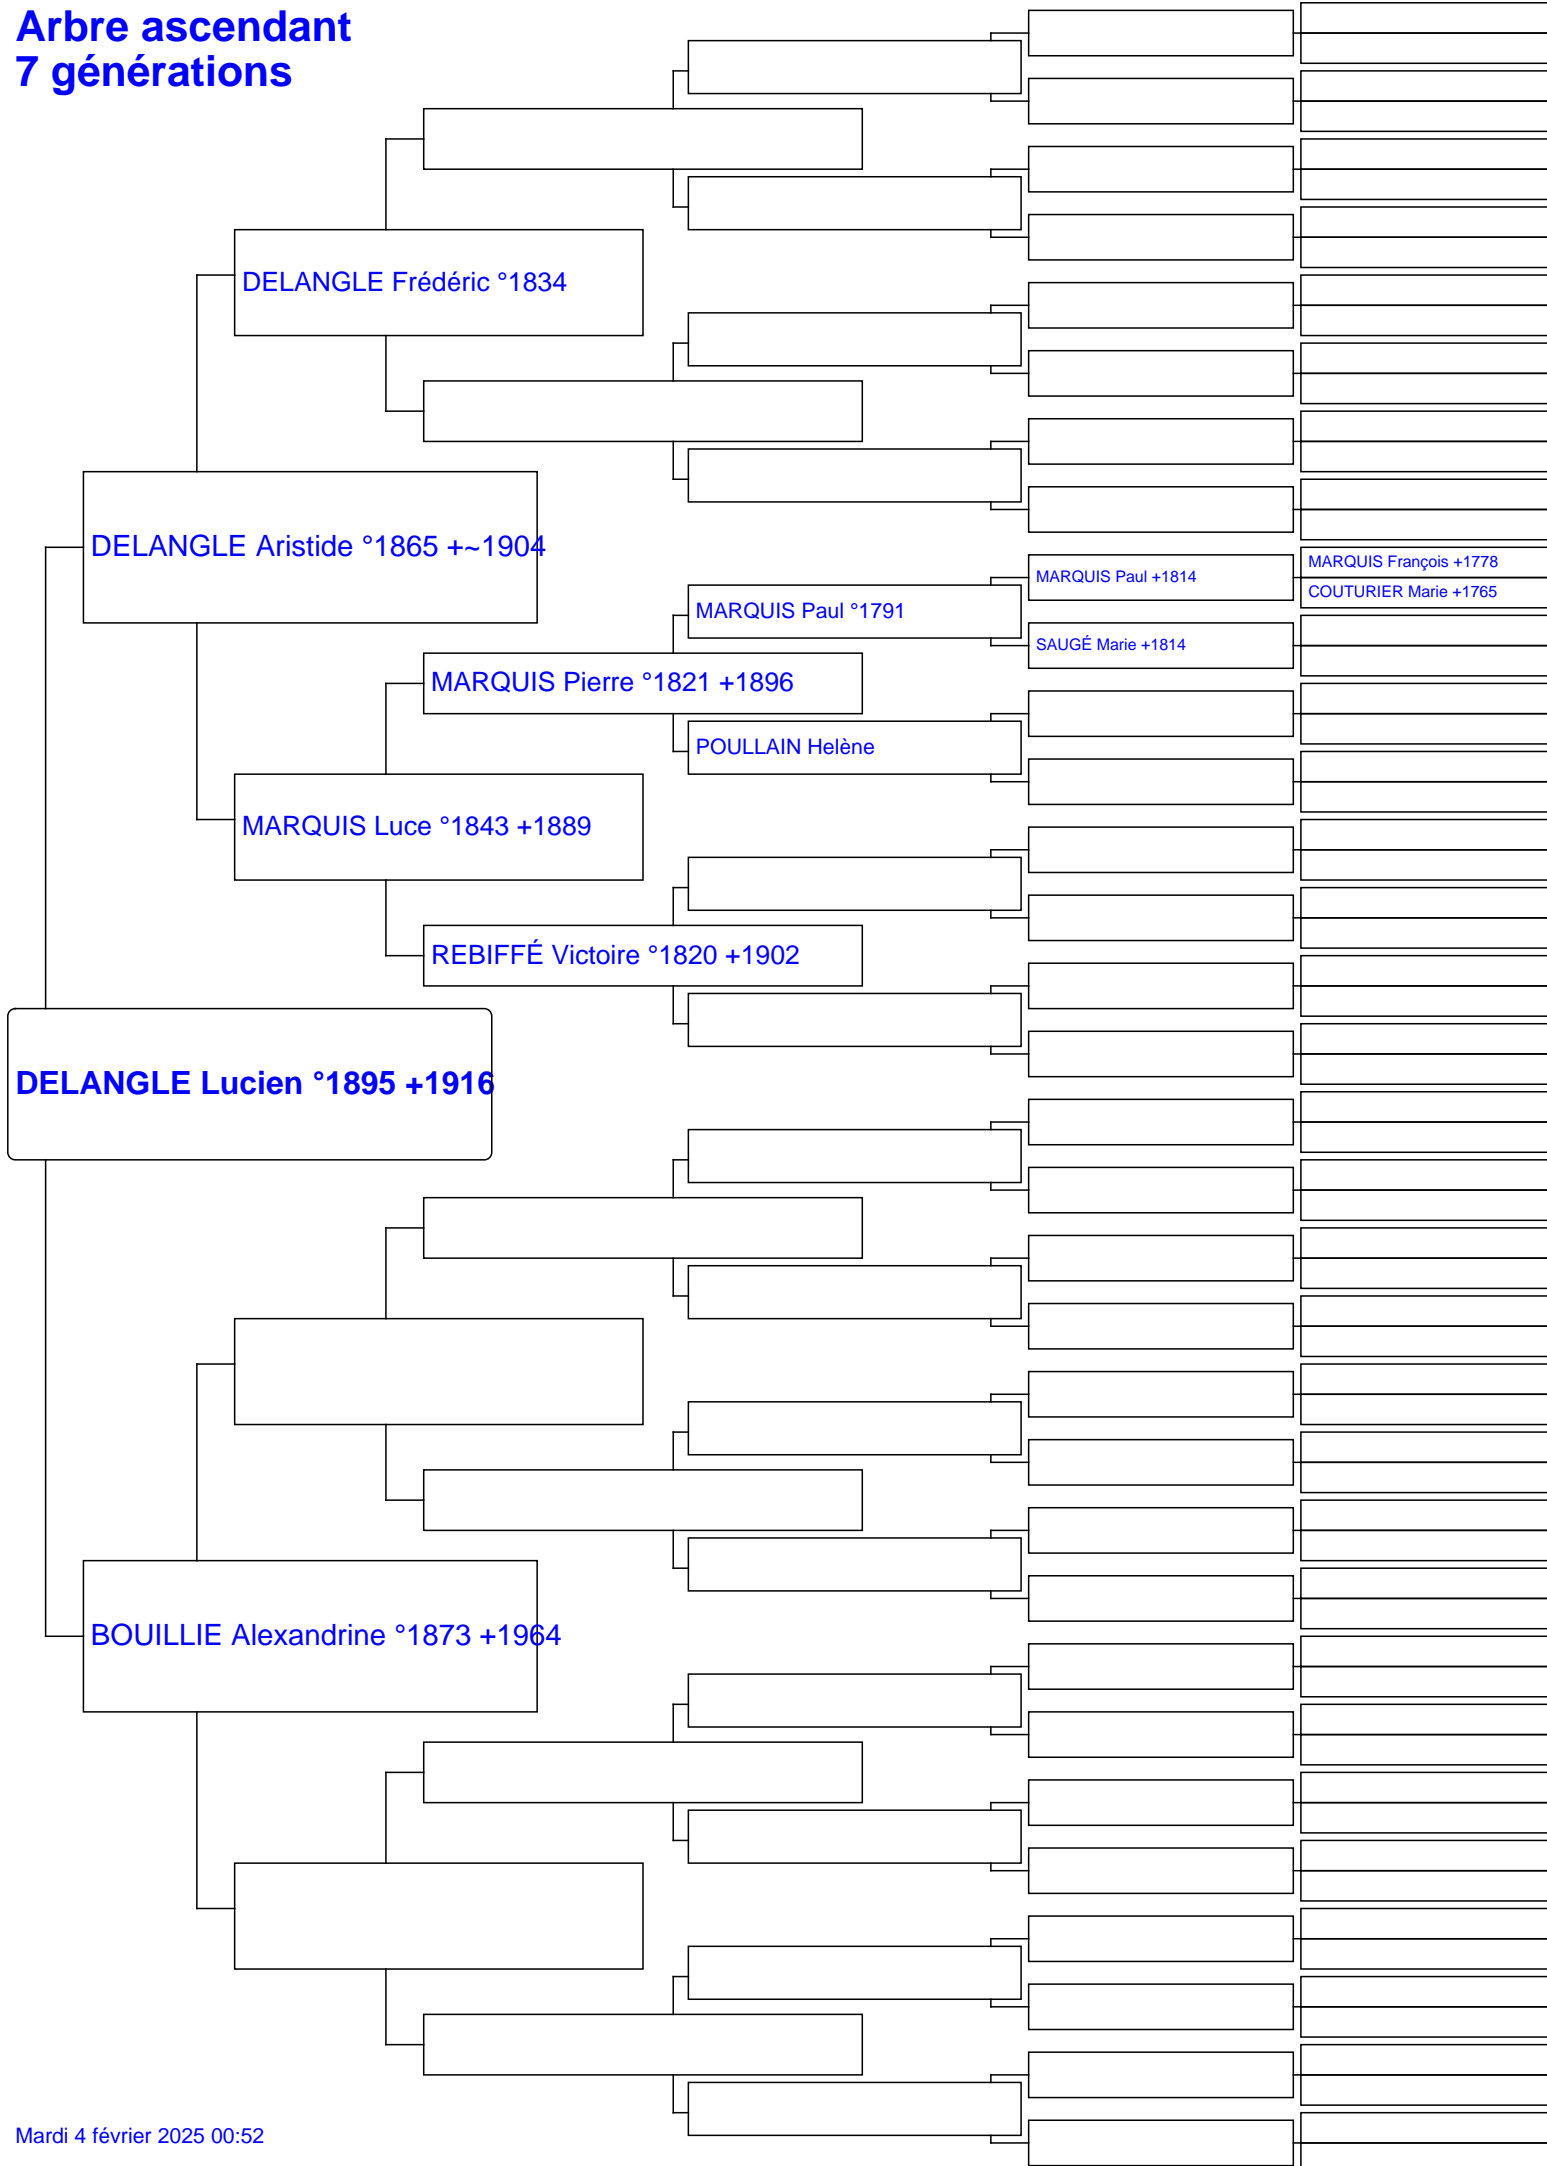 Arbre ascendant
7 générations
DELANGLE Frédéric °1834
DELANGLE Aristide °1865 +~1904
MARQUIS François +1778
MARQUIS Paul +1814
COUTURIER Marie +1765
MARQUIS Paul °1791
SAUGÉ Marie +1814
MARQUIS Pierre °1821 +1896
POULLAIN Helène
MARQUIS Luce °1843 +1889
REBIFFÉ Victoire °1820 +1902
DELANGLE Lucien °1895 +1916
BOUILLIE Alexandrine °1873 +1964
Mardi 4 février 2025 00:52